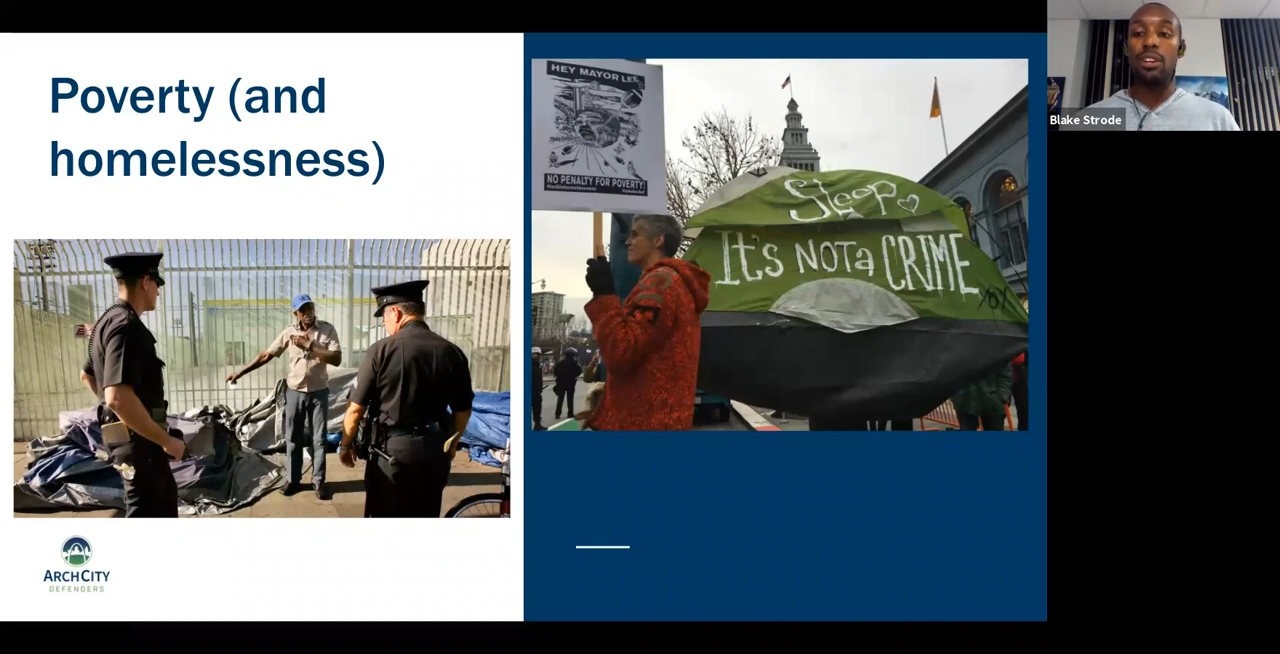 Poverty (and
homelessness)
HEY MAYOR LEE
NO PENALTY FOR POVERTY!
Sleep
It's NOT a CRIME
ARCHCITY
DEFENDERS
Blake Strode